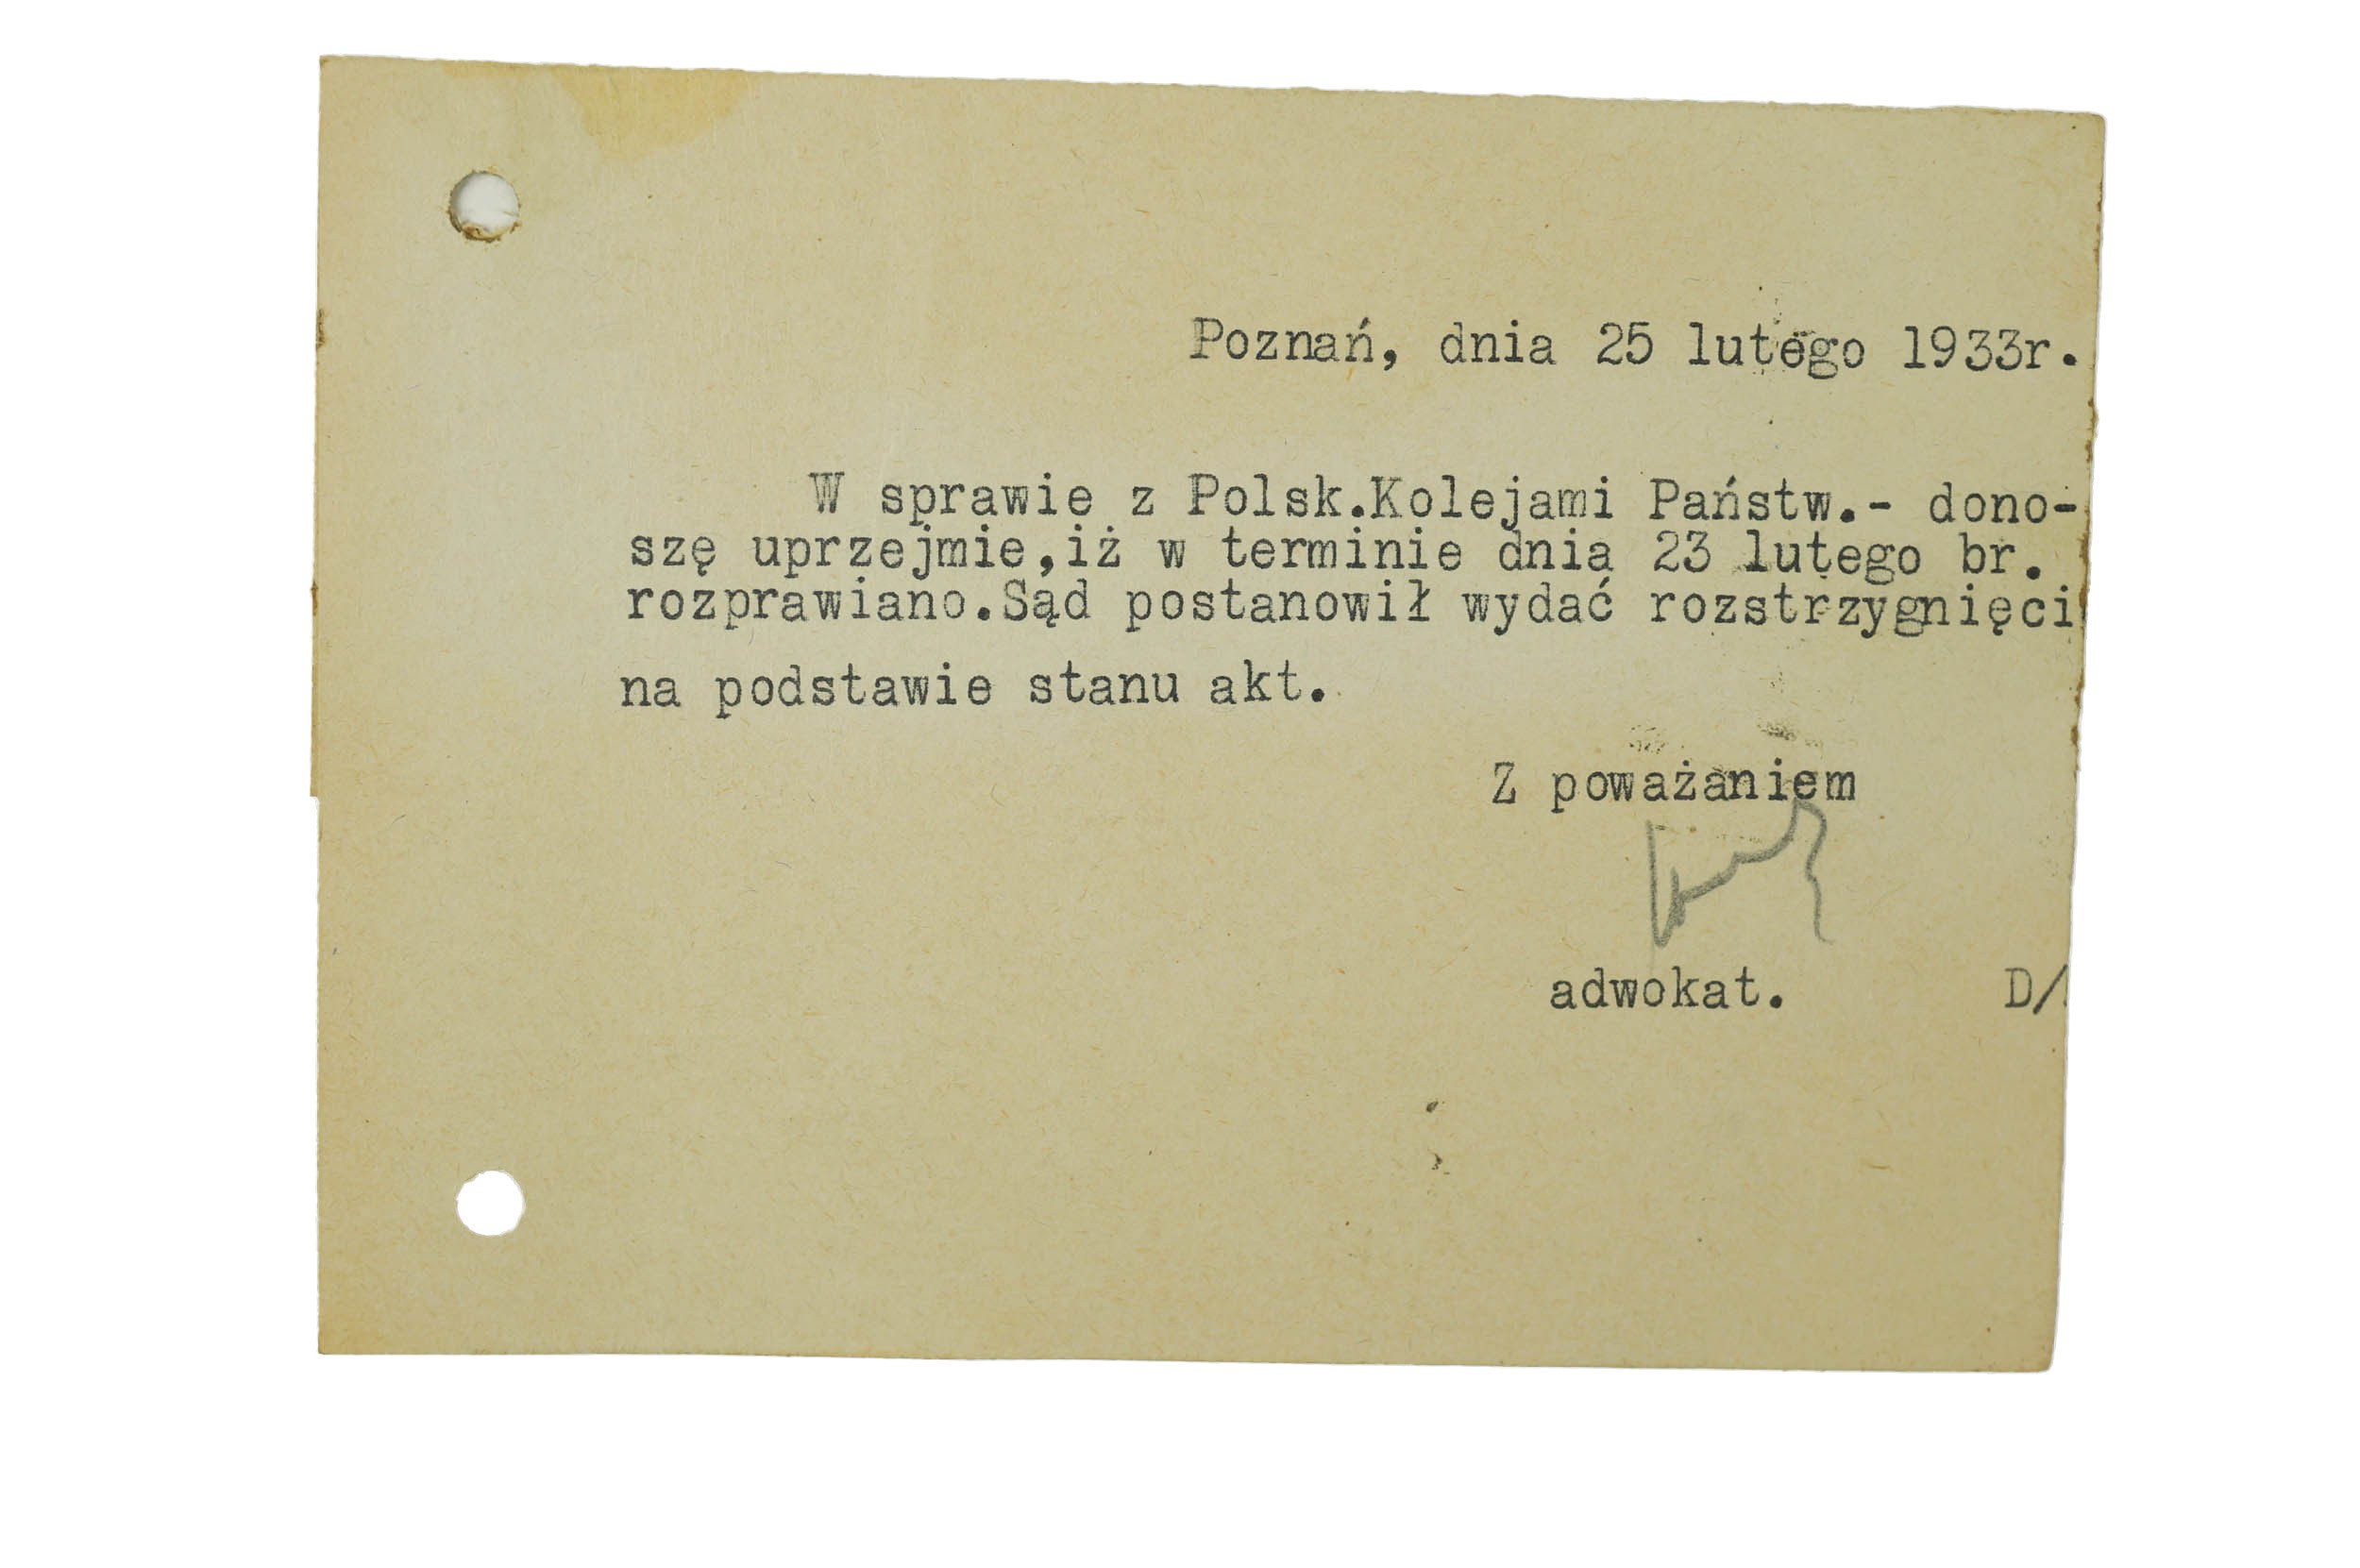 Poznań, dnia 25 lutego 1933r.
W sprawie z Polsk.Kolejami Państw.- dono-
szę uprzejmie,iż w terminie dnia 23 lutego br.
rozprawiano.Sąd postanowił wydać rozstrzygnięci
na podstawie stanu akt.
Z poważaniem
adwokat. D/